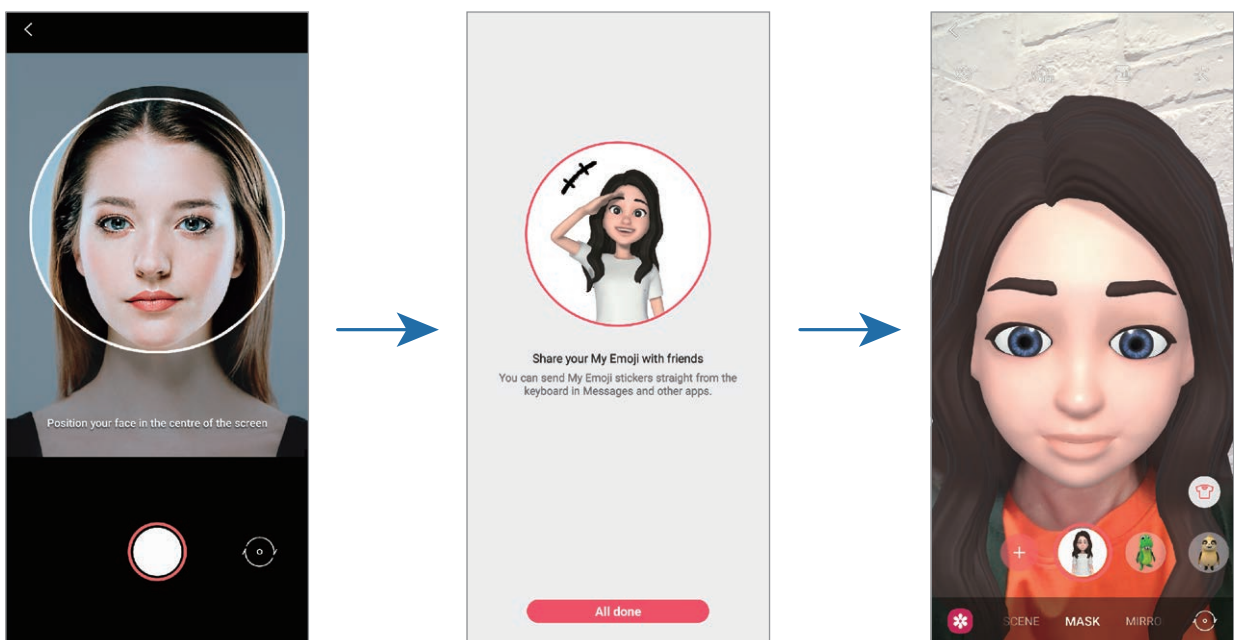 Position your face in the centre of the screen
Share your My Emoji with friends
You can send My Emoji stickers straight from the
keyboard in Messages and other apps.
All done
SCENE MASK MIRRO